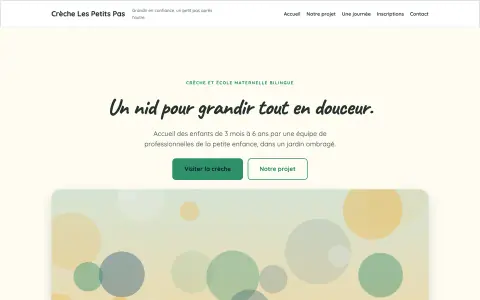 Crèche Les Petits Pas
Grandir en confiance, un petit pas après
l'autre.
Accueil Notre projet Une journée Inscriptions Contact
CRÈCHE ET ÉCOLE MATERNELLE BILINGUE
Un nid pour grandir tout en douceur.
Accueil des enfants de 3 mois à 6 ans par une équipe de
professionnelles de la petite enfance, dans un jardin ombragé.
Visiter la crèche Notre projet